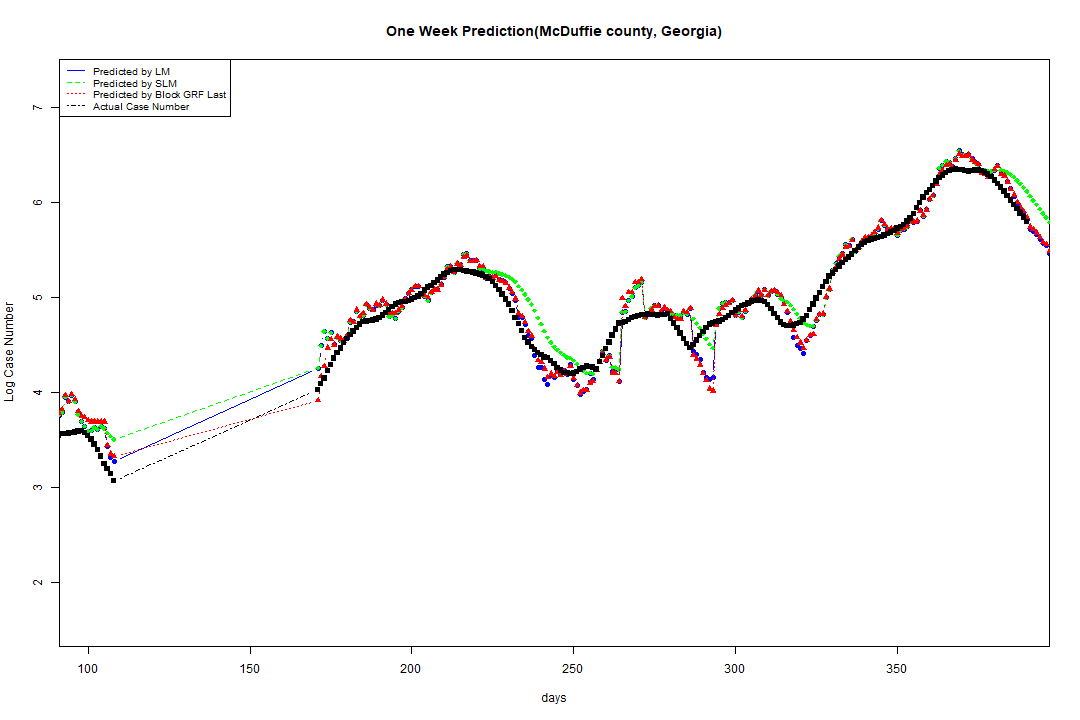 One Week Prediction(McDuffie county, Georgia)
Predicted by LM
Predicted by SLM
Predicted by Block GRF Last
Actual Case Number
7
6
5
4
3
2
Log Case Number
100 150 200 250 300 350
days